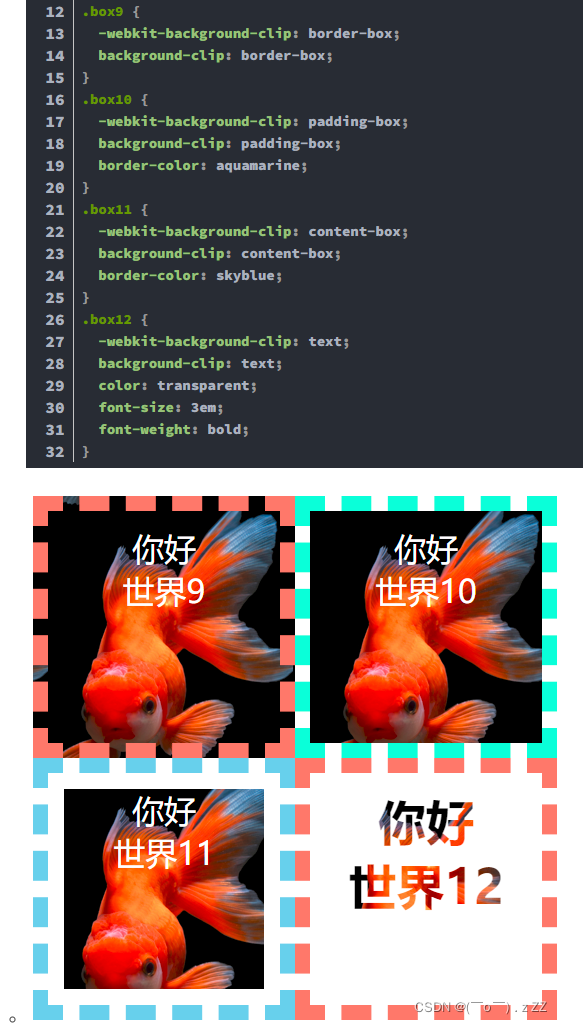 12 .box9 {
13 -webkit-background-clip: border-box;
14 background-clip: border-box;
15 }
16 .box10 {
17 -webkit-background-clip: padding-box;
18 background-clip: padding-box;
19 border-color: aquamarine;
20 }
21 .box11 {
22 -webkit-background-clip: content-box;
23 background-clip: content-box;
24 border-color: skyblue;
25 }
26 .box12 {
27 -webkit-background-clip: text;
28 background-clip: text;
29 color: transparent;
30 font-size: 3em;
31 font-weight: bold;
32 }
你好
世界9
你好
世界10
你好
世界11
你好
世界12
CSDN @(￣o￣) . z ZZ